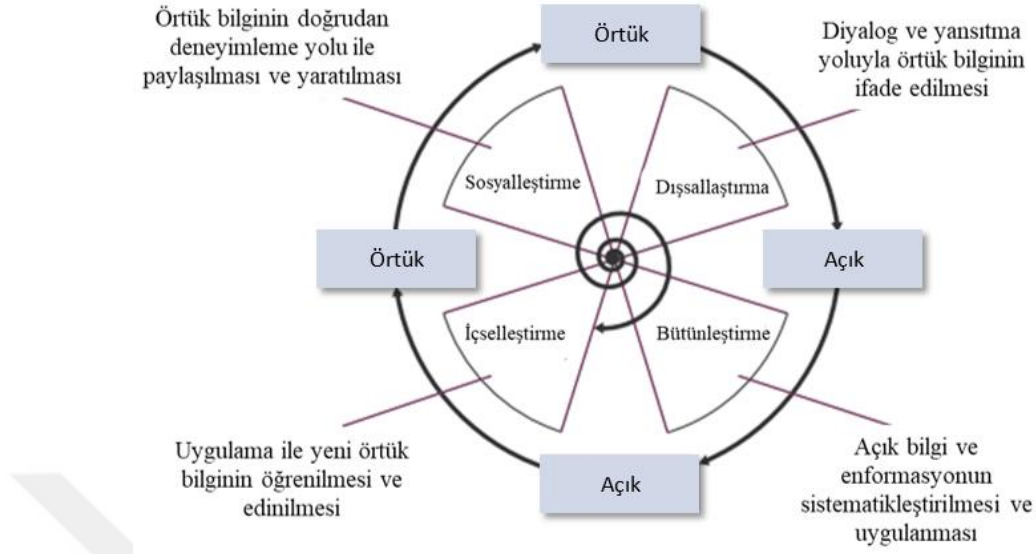 Örtük bilginin doğrudan
deneyimleme yolu ile
paylaşılması ve yaratılması
Örtük
Diyalog ve yansıtma
yoluyla örtük bilginin
ifade edilmesi
Sosyalleştirme
Dışsallaştırma
Örtük
Açık
İçselleştirme
Bütünleştirme
Uygulama ile yeni örtük
bilginin öğrenilmesi ve
edinilmesi
Açık
Açık bilgi ve
enformasyonun
sistematikleştirilmesi ve
uygulanması